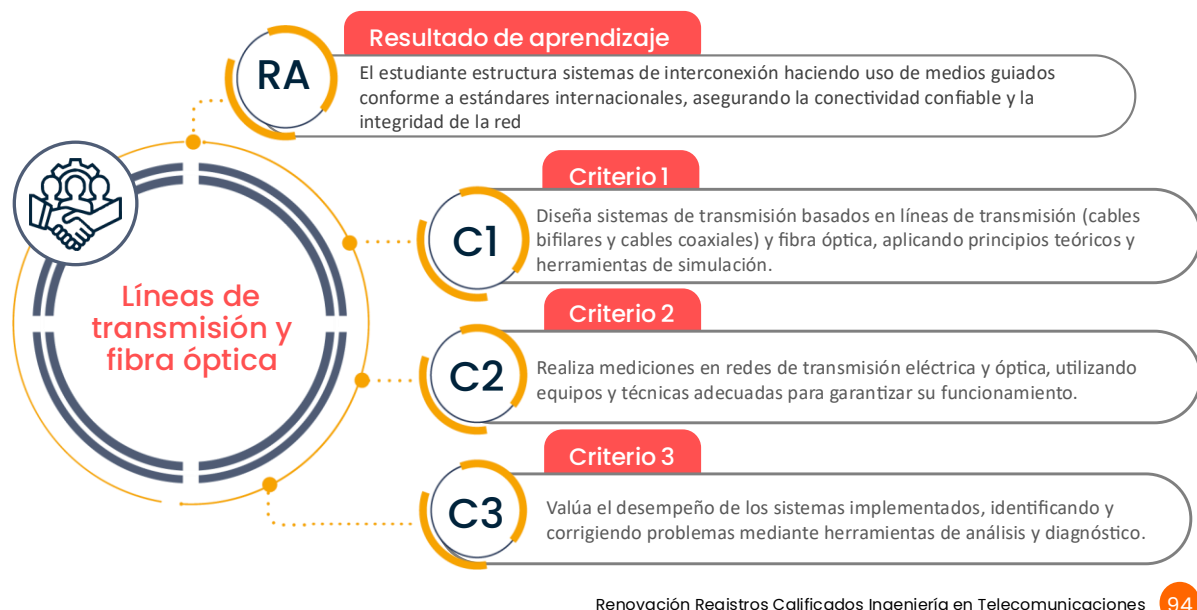 Resultado de aprendizaje
RA
El estudiante estructura sistemas de interconexión haciendo uso de medios guiados
conforme a estándares internacionales, asegurando la conectividad confiable y la
integridad de la red
Líneas de
transmisión y
fibra óptica
Criterio 1
C1
Diseña sistemas de transmisión basados en líneas de transmisión (cables
bifilares y cables coaxiales) y fibra óptica, aplicando principios teóricos y
herramientas de simulación.
Criterio 2
C2
Realiza mediciones en redes de transmisión eléctrica y óptica, utilizando
equipos y técnicas adecuadas para garantizar su funcionamiento.
Criterio 3
C3
Valúa el desempeño de los sistemas implementados, identificando y
corrigiendo problemas mediante herramientas de análisis y diagnóstico.
Renovación Registros Calificados Ingeniería en Telecomunicaciones 94